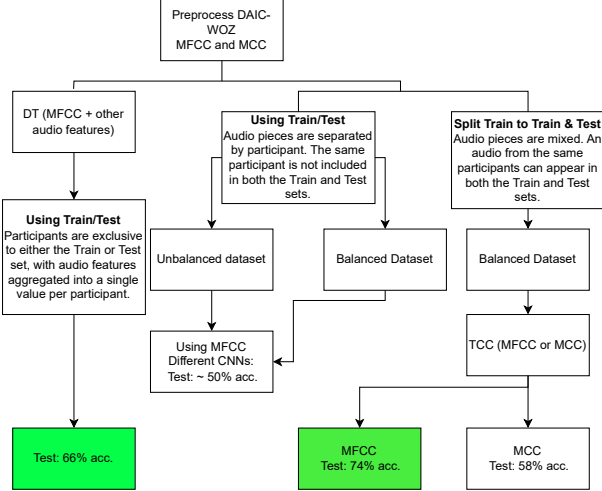 Preprocess DAIC-
WOZ
MFCC and MCC
DT (MFCC + other
audio features)
Using Train/Test
Audio pieces are separated
by participant. The same
participant is not included
in both the Train and Test
sets.
Split Train to Train & Test
Audio pieces are mixed. An
audio from the same
participants can appear in
both the Train and Test
sets.
Using Train/Test
Participants are exclusive
to either the Train or Test
set, with audio features
aggregated into a single
value per participant.
Unbalanced dataset
Balanced Dataset
Balanced Dataset
Using MFCC
Different CNNs:
Test: ~ 50% acc.
TCC (MFCC or MCC)
Test: 66% acc.
MFCC
Test: 74% acc.
MCC
Test: 58% acc.